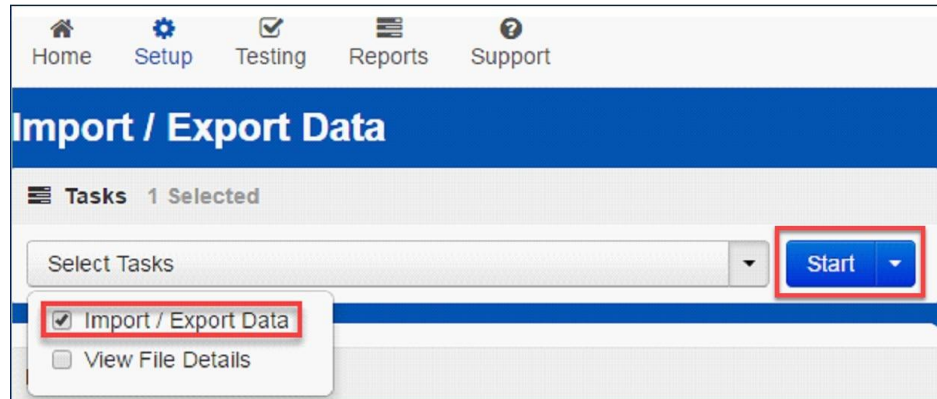 Home Setup Testing Reports Support
Import / Export Data
Tasks 1 Selected
Select Tasks Start
Import / Export Data
View File Details